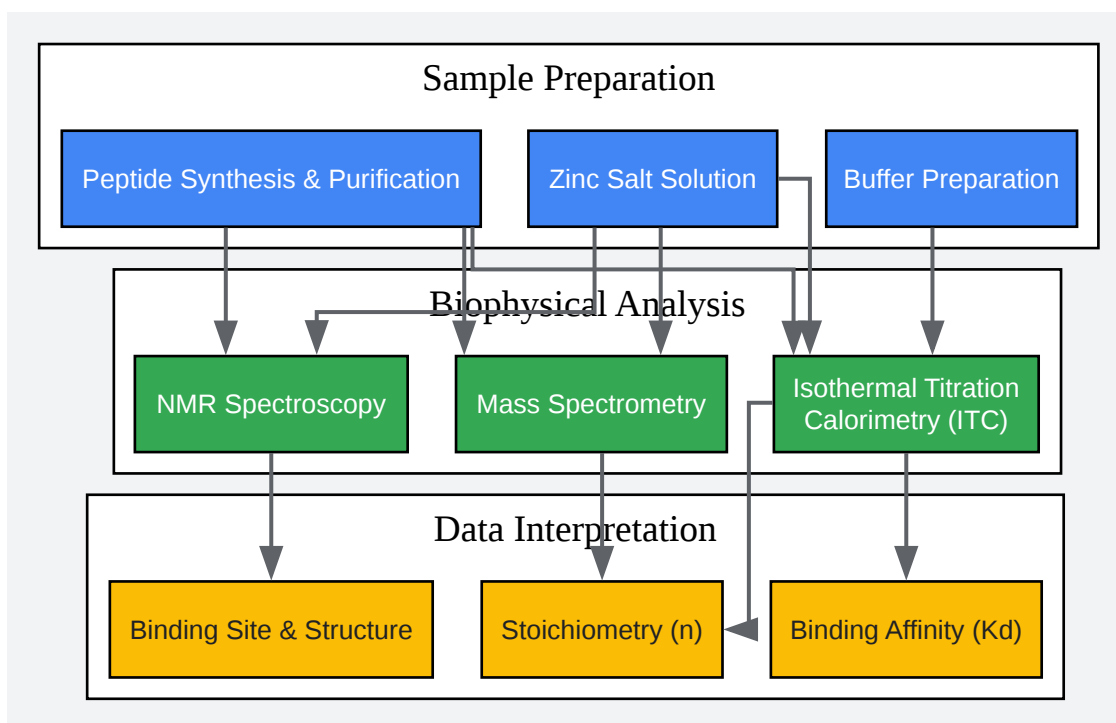 Sample Preparation
Peptide Synthesis & Purification
Zinc Salt Solution
Buffer Preparation
Biophysical Analysis
NMR Spectroscopy
Mass Spectrometry
Isothermal Titration
Calorimetry (ITC)
Data Interpretation
Binding Site & Structure
Stoichiometry (n)
Binding Affinity (Kd)